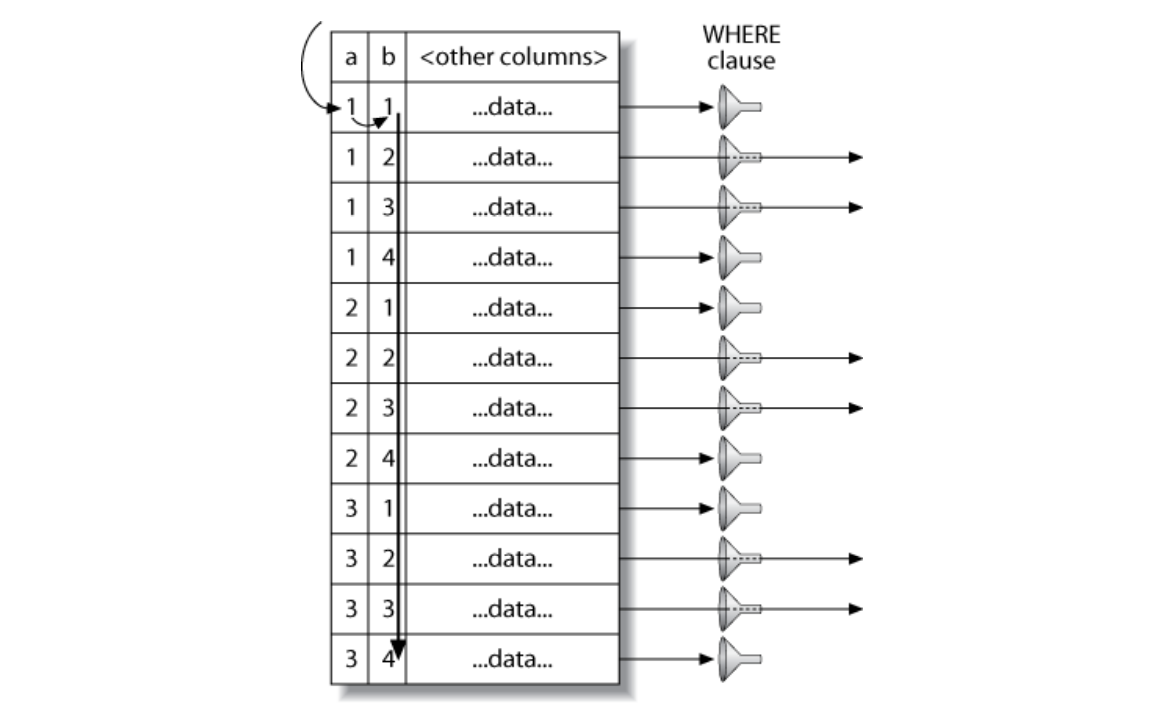 WHERE
clause
a b <other columns>
1 1 ...data...
1 2 ...data...
1 3 ...data...
1 4 ...data...
2 1 ...data...
2 2 ...data...
2 3 ...data...
2 4 ...data...
3 1 ...data...
3 2 ...data...
3 3 ...data...
3 4 ...data...